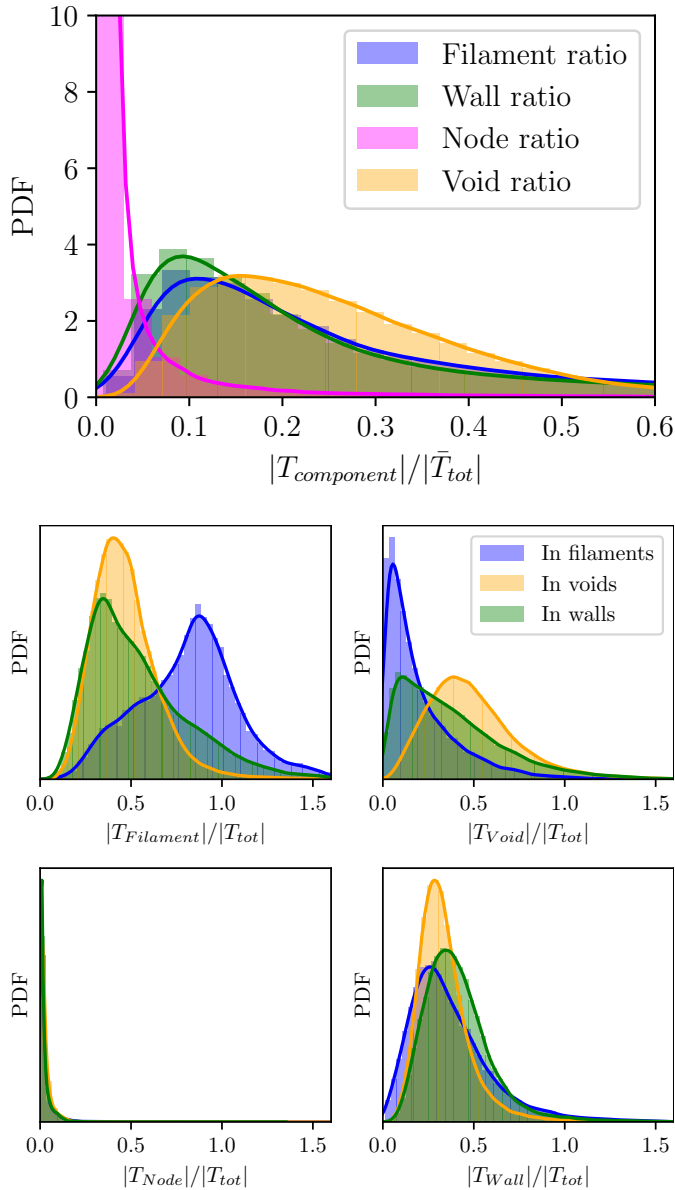 10
8
6
4
2
0
PDF
Filament ratio
Wall ratio
Node ratio
Void ratio
0.0 0.1 0.2 0.3 0.4 0.5 0.6
|T_{component}|/|\bar{T}_{tot}|
PDF
0.0 0.5 1.0 1.5
|T_{Filament}|/|T_{tot}|
PDF
In filaments
In voids
In walls
0.0 0.5 1.0 1.5
|T_{Void}|/|T_{tot}|
PDF
0.0 0.5 1.0 1.5
|T_{Node}|/|T_{tot}|
PDF
0.0 0.5 1.0 1.5
|T_{Wall}|/|T_{tot}|